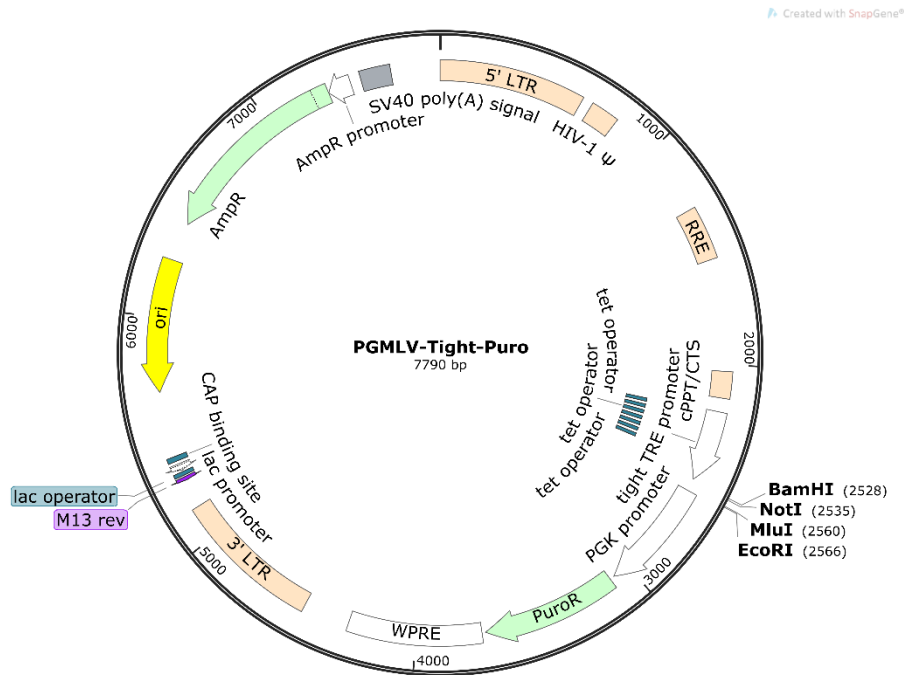 Created with SnapGene®
5' LTR
HIV-1 Ψ
1000
RRE
2000
cPPT/CTS
tight TRE promoter
tet operator
tet operator
tet operator
BamHI (2528)
NotI (2535)
MluI (2560)
EcoRI (2566)
PGK promoter
3000
PuroR
WPRE
4000
3' LTR
5000
lac promoter
CAP binding site
lac operator
M13 rev
ori
6000
AmpR
7000
AmpR promoter
SV40 poly(A) signal
PGMLV-Tight-Puro
7790 bp